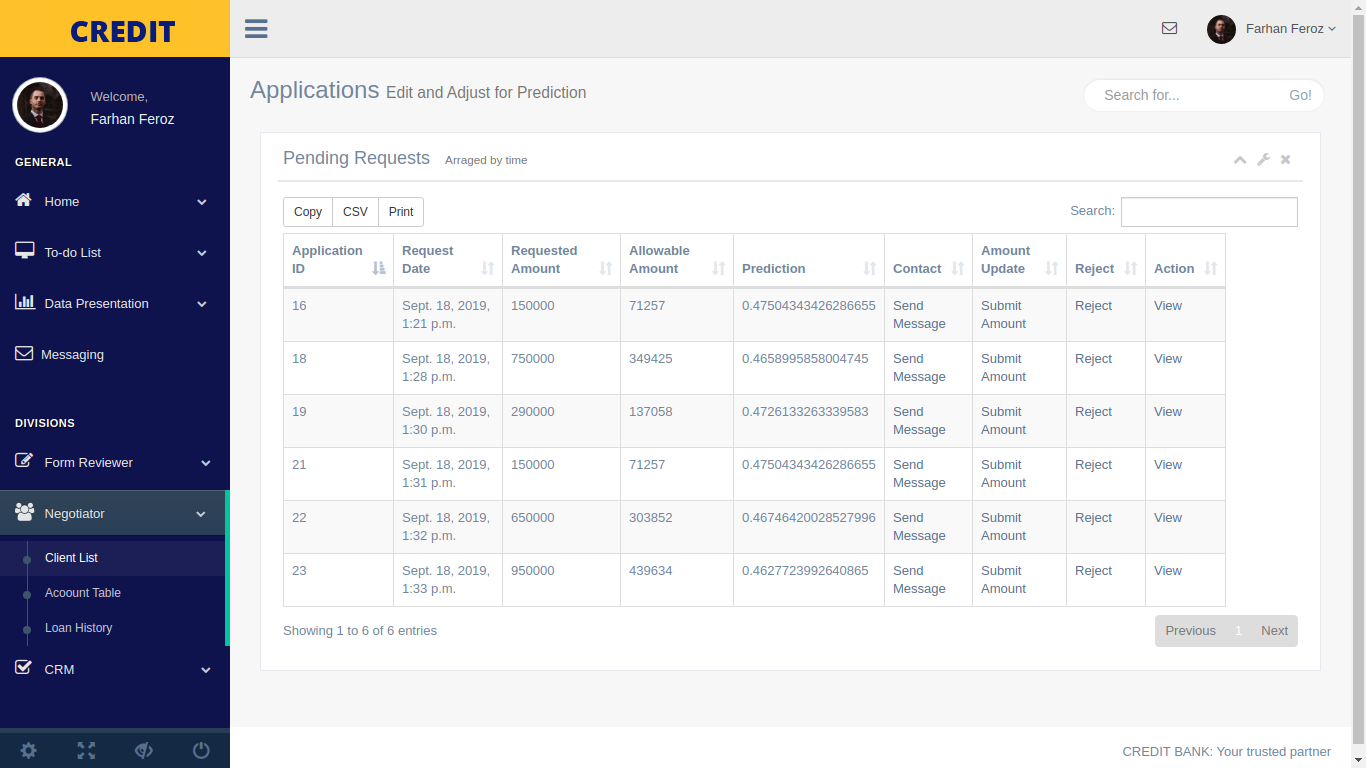 CREDIT
Farhan Feroz
Welcome,
Farhan Feroz
GENERAL
Home
To-do List
Data Presentation
Messaging
DIVISIONS
Form Reviewer
Negotiator
Client List
Acoount Table
Loan History
CRM
Applications Edit and Adjust for Prediction
Search for... Go!
Pending Requests Arraged by time
Copy CSV Print
Search:
Application Request Requested Allowable Amount
ID Date Amount Amount Prediction Contact Update Reject Action
16 Sept. 18, 2019, 150000 71257 0.47504343426286655 Send Submit Reject View
1:21 p.m. Message Amount
18 Sept. 18, 2019, 750000 349425 0.4658995858004745 Send Submit Reject View
1:28 p.m. Message Amount
19 Sept. 18, 2019, 290000 137058 0.4726133263339583 Send Submit Reject View
1:30 p.m. Message Amount
21 Sept. 18, 2019, 150000 71257 0.47504343426286655 Send Submit Reject View
1:31 p.m. Message Amount
22 Sept. 18, 2019, 650000 303852 0.46746420028527996 Send Submit Reject View
1:32 p.m. Message Amount
23 Sept. 18, 2019, 950000 439634 0.4627723992640865 Send Submit Reject View
1:33 p.m. Message Amount
Showing 1 to 6 of 6 entries
Previous 1 Next
CREDIT BANK: Your trusted partner